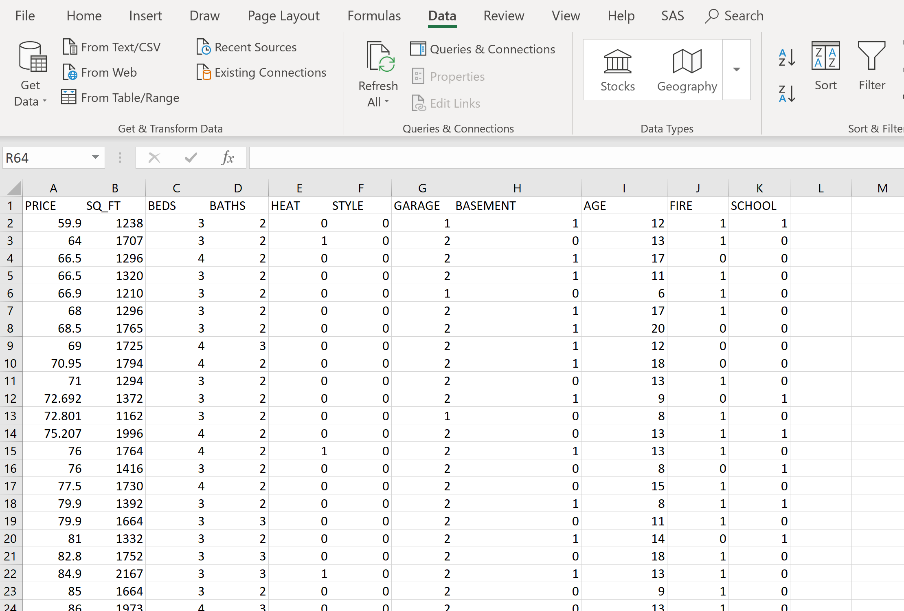 File Home Insert Draw Page Layout Formulas Data Review View Help SAS Search
Get Data
From Text/CSV
From Web
From Table/Range
Recent Sources
Existing Connections
Get & Transform Data
Refresh All
Queries & Connections
Properties
Edit Links
Queries & Connections
Stocks
Geography
Data Types
Sort
Filter
Sort & Filte
R64
fx
A B C D E F G H I J K L M
1 PRICE SQ_FT BEDS BATHS HEAT STYLE GARAGE BASEMENT AGE FIRE SCHOOL
2 59.9 1238 3 2 0 0 1 1 12 1 1
3 64 1707 3 2 1 0 2 0 13 1 0
4 66.5 1296 4 2 0 0 2 1 17 0 0
5 66.5 1320 3 2 0 0 2 1 11 1 0
6 66.9 1210 3 2 0 0 1 0 6 1 0
7 68 1296 3 2 0 0 2 1 17 1 0
8 68.5 1765 3 2 0 0 2 1 20 0 0
9 69 1725 4 3 0 0 2 1 12 0 0
10 70.95 1794 4 2 0 0 2 1 18 0 0
11 71 1294 3 2 0 0 2 0 13 1 0
12 72.692 1372 3 2 0 0 2 1 9 0 1
13 72.801 1162 3 2 0 0 1 0 8 1 0
14 75.207 1996 4 2 0 0 2 0 13 1 1
15 76 1764 4 2 1 0 2 1 13 1 0
16 76 1416 3 2 0 0 2 0 8 0 1
17 77.5 1730 4 2 0 0 2 0 15 1 0
18 79.9 1392 3 2 0 0 2 1 8 1 1
19 79.9 1664 3 3 0 0 2 0 11 1 0
20 81 1332 3 2 0 0 2 1 14 0 1
21 82.8 1752 3 3 0 0 2 0 18 1 0
22 84.9 2167 3 3 1 0 2 1 13 1 0
23 85 1664 3 2 0 0 2 0 9 1 0
24 86 1973 4 3 0 0 2 0 13 1 0